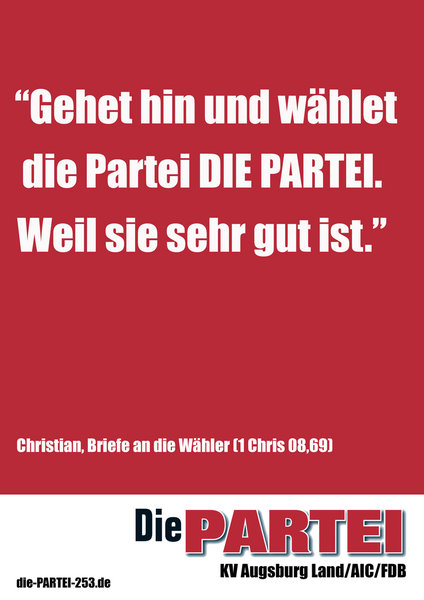 “Gehet hin und wählet
die Partei DIE PARTEI.
Weil sie sehr gut ist.”
Christian, Briefe an die Wähler (1 Chris 08,69)
Die PARTEI
KV Augsburg Land/AIC/FDB
die-PARTEI-253.de